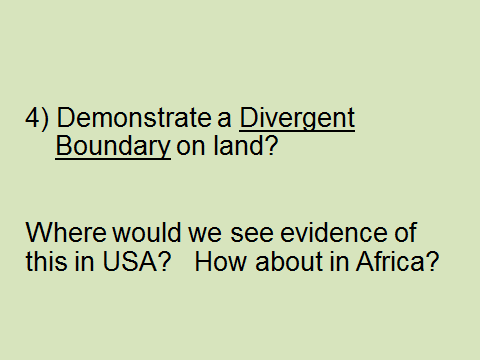 4) Demonstrate a Divergent
Boundary on land?
Where would we see evidence of
this in USA? How about in Africa?